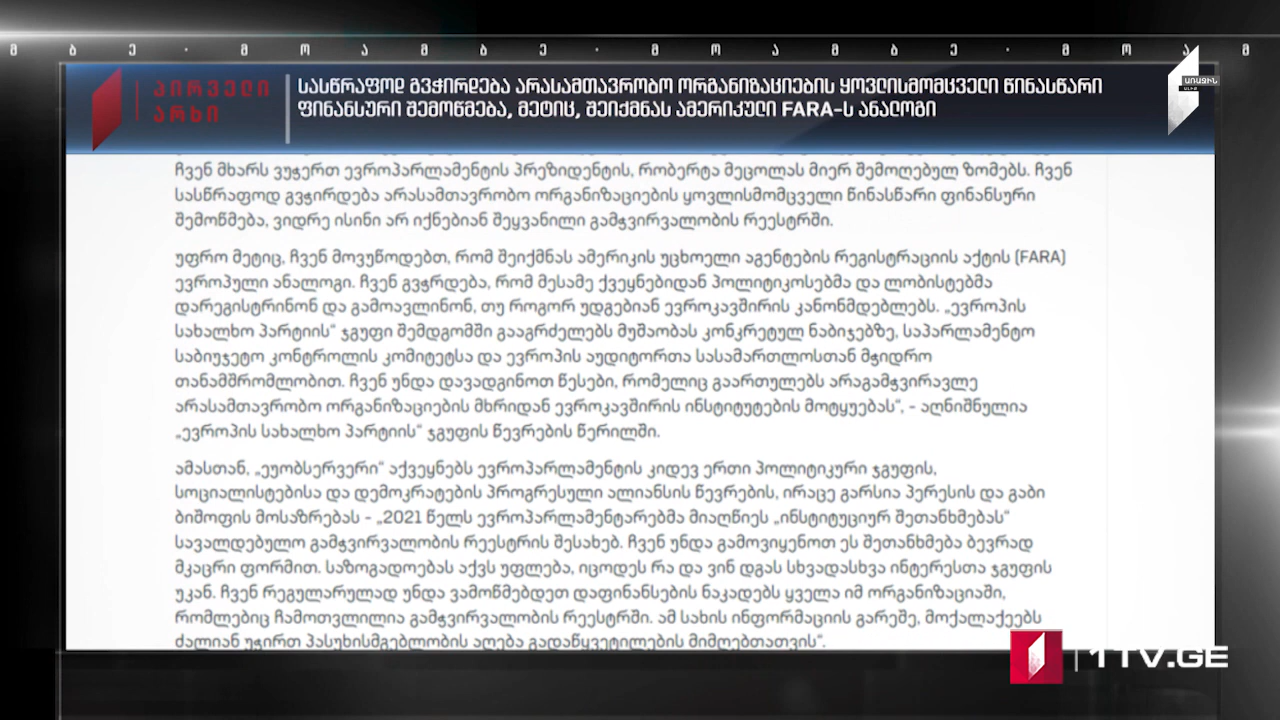 მ ბ ე · მ ო ა მ ბ ე · მ ო ა მ ბ ე · მ ო ა მ
პირველი
არხი
სასწრაფოდ გვჭირდება არასამთავრობო ორგანიზაციების ყოვლისმომცველი წინასწარი
ფინანსური შემოწმება, მეტიც, შეიქმნას ამერიკული FARA-ს ანალოგი
ԱՌԱՋԻՆ
ԱԼԻՔ
ჩვენ მხარს ვუჭერთ ევროპარლამენტის პრეზიდენტის, რობერტა მეცოლას მიერ შემოღებულ ზომებს. ჩვენ
სასწრაფოდ გვჭირდება არასამთავრობო ორგანიზაციების ყოვლისმომცველი წინასწარი ფინანსური
შემოწმება, ვიდრე ისინი არ იქნებიან შეყვანილი გამჭვირვალობის რეესტრში.
უფრო მეტიც, ჩვენ მოვუწოდებთ, რომ შეიქმნას ამერიკის უცხოელი აგენტების რეგისტრაციის აქტის (FARA)
ევროპული ანალოგი. ჩვენ გვჭრდება, რომ მესამე ქვეყნებიდან პოლიტიკოსებმა და ლობისტებმა
დარეგისტრინონ და გამოავლინონ, თუ როგორ უდგებიან ევროკავშირის კანონმდებლებს. „ევროპის
სახალხო პარტიის“ ჯგუფი შემდგომში გააგრძელებს მუშაობას კონკრეტულ ნაბიჯებზე, საპარლამენტო
საბიუჯეტო კონტროლის კომიტეტსა და ევროპის აუდიტორთა სასამართლოსთან მჭიდრო
თანამშრომლობით. ჩვენ უნდა დავადგინოთ წესები, რომელიც გაართულებს არაგამჭვირავლე
არასამთავრობო ორგანიზაციების მხრიდან ევროკავშირის ინსტიტუტების მოტყუებას“, - აღნიშნულია
„ევროპის სახალხო პარტიის“ ჯგუფის წევრების წერილში.
ამასთან, „ეუობსერვერი“ აქვეყნებს ევროპარლამენტის კიდევ ერთი პოლიტიკური ჯგუფის,
სოციალისტებისა და დემოკრატების პროგრესული ალიანსის წევრების, ირაცე გარსია პერესის და გაბი
ბიშოფის მოსაზრებას - „2021 წელს ევროპარლამენტარებმა მიაღწიეს „ინსტიტუციურ შეთანხმებას“
სავალდებულო გამჭვირვალობის რეესტრის შესახებ. ჩვენ უნდა გამოვიყენოთ ეს შეთანხმება ბევრად
მკაცრი ფორმით. საზოგადოებას აქვს უფლება, იცოდეს რა და ვინ დგას სხვადასხვა ინტერესთა ჯგუფის
უკან. ჩვენ რეგულარულად უნდა ვამოწმებდეთ დაფინანსების ნაკადებს ყველა იმ ორგანიზაციაში,
რომლებიც ჩამოთვლილია გამჭვირვალობის რეესტრში. ამ სახის ინფორმაციის გარეშე, მოქალაქეებს
ძალიან უჭირთ პასუხისმგებლობის აღება გადაწყვეტილების მიმღებთათვის“.
1TV.GE